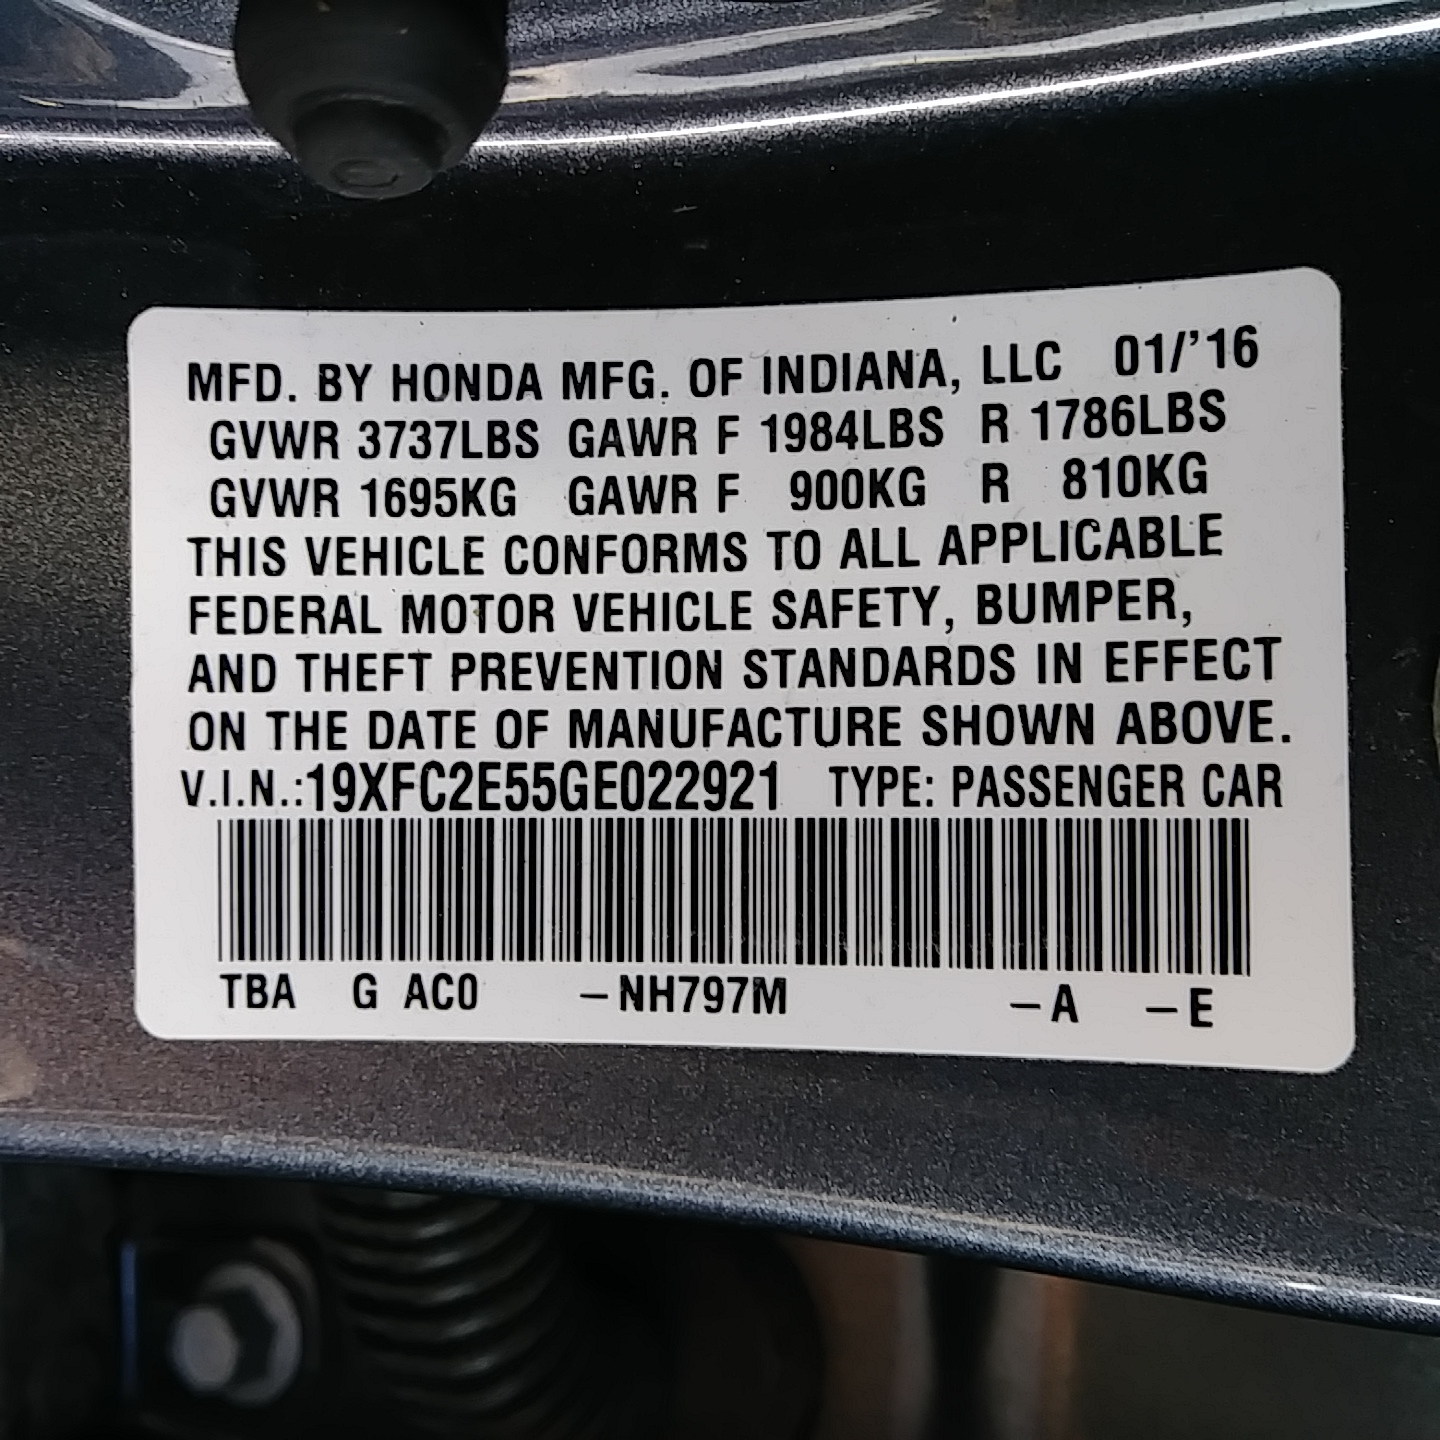 MFD. BY HONDA MFG. OF INDIANA, LLC 01/'16
GVWR 3737LBS GAWR F 1984LBS R 1786LBS
GVWR 1695KG GAWR F 900KG R 810KG
THIS VEHICLE CONFORMS TO ALL APPLICABLE
FEDERAL MOTOR VEHICLE SAFETY, BUMPER,
AND THEFT PREVENTION STANDARDS IN EFFECT
ON THE DATE OF MANUFACTURE SHOWN ABOVE.
V.I.N.:19XFC2E55GE022921 TYPE: PASSENGER CAR
TBA G AC0 –NH797M –A –E